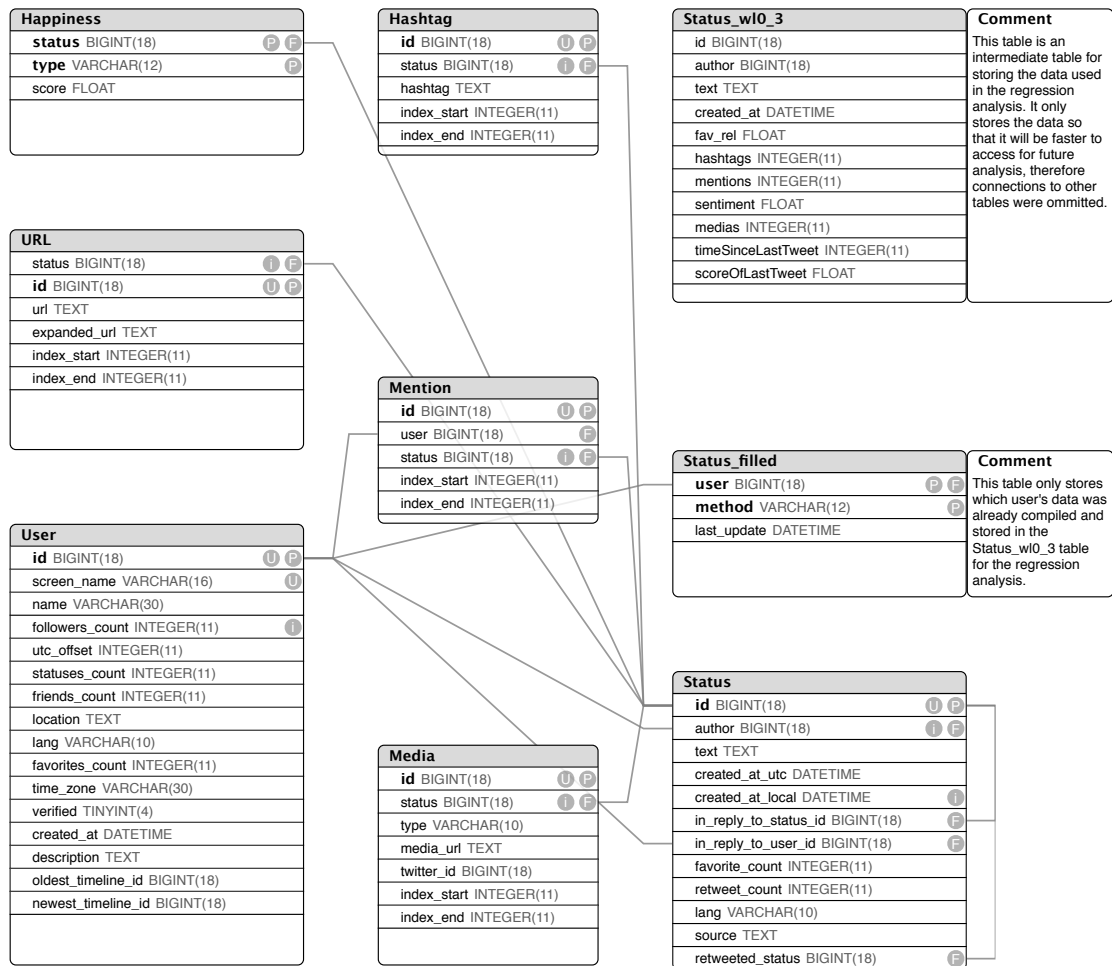 Happiness
status BIGINT(18) P F
type VARCHAR(12) P
score FLOAT
Hashtag
id BIGINT(18) U P
status BIGINT(18) i F
hashtag TEXT
index_start INTEGER(11)
index_end INTEGER(11)
Status_wl0_3
id BIGINT(18)
author BIGINT(18)
text TEXT
created_at DATETIME
fav_rel FLOAT
hashtags INTEGER(11)
mentions INTEGER(11)
sentiment FLOAT
medias INTEGER(11)
timeSinceLastTweet INTEGER(11)
scoreOfLastTweet FLOAT
Comment
This table is an
intermediate table for
storing the data used
in the regression
analysis. It only
stores the data so
that it will be faster to
access for future
analysis, therefore
connections to other
tables were ommitted.
URL
status BIGINT(18) i F
id BIGINT(18) U P
url TEXT
expanded_url TEXT
index_start INTEGER(11)
index_end INTEGER(11)
Mention
id BIGINT(18) U P
user BIGINT(18) F
status BIGINT(18) i F
index_start INTEGER(11)
index_end INTEGER(11)
Status_filled
user BIGINT(18) P F
method VARCHAR(12) P
last_update DATETIME
Comment
This table only stores
which user's data was
already compiled and
stored in the
Status_wl0_3 table
for the regression
analysis.
User
id BIGINT(18) U P
screen_name VARCHAR(16) U
name VARCHAR(30)
followers_count INTEGER(11) i
utc_offset INTEGER(11)
statuses_count INTEGER(11)
friends_count INTEGER(11)
location TEXT
lang VARCHAR(10)
favorites_count INTEGER(11)
time_zone VARCHAR(30)
verified TINYINT(4)
created_at DATETIME
description TEXT
oldest_timeline_id BIGINT(18)
newest_timeline_id BIGINT(18)
Media
id BIGINT(18) U P
status BIGINT(18) i F
type VARCHAR(10)
media_url TEXT
twitter_id BIGINT(18)
index_start INTEGER(11)
index_end INTEGER(11)
Status
id BIGINT(18) U P
author BIGINT(18) i F
text TEXT
created_at_utc DATETIME
created_at_local DATETIME i
in_reply_to_status_id BIGINT(18) F
in_reply_to_user_id BIGINT(18) F
favorite_count INTEGER(11)
retweet_count INTEGER(11)
lang VARCHAR(10)
source TEXT
retweeted_status BIGINT(18) F